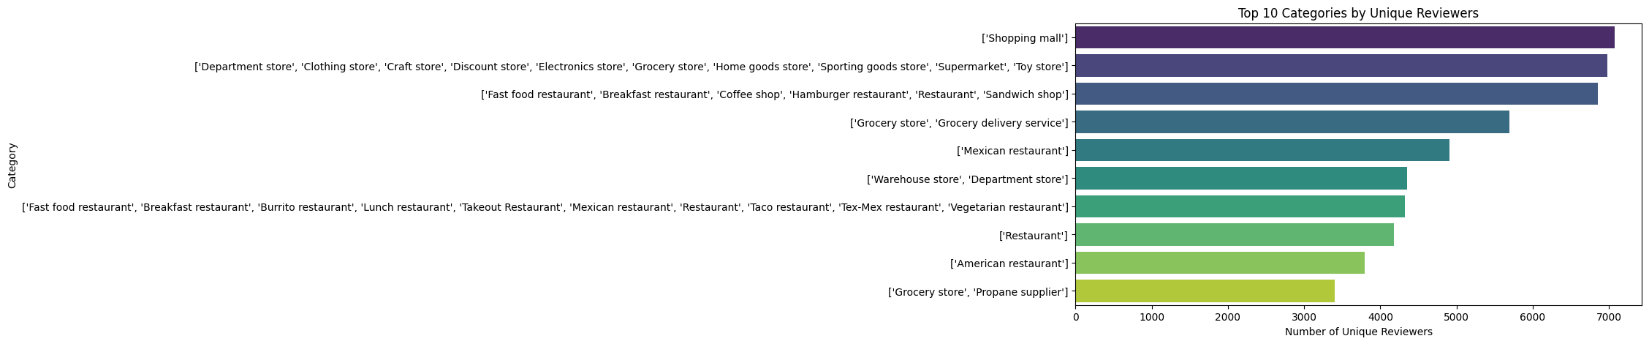 Top 10 Categories by Unique Reviewers
Category
['Shopping mall']
['Department store', 'Clothing store', 'Craft store', 'Discount store', 'Electronics store', 'Grocery store', 'Home goods store', 'Sporting goods store', 'Supermarket', 'Toy store']
['Fast food restaurant', 'Breakfast restaurant', 'Coffee shop', 'Hamburger restaurant', 'Restaurant', 'Sandwich shop']
['Grocery store', 'Grocery delivery service']
['Mexican restaurant']
['Warehouse store', 'Department store']
['Fast food restaurant', 'Breakfast restaurant', 'Burrito restaurant', 'Lunch restaurant', 'Takeout Restaurant', 'Mexican restaurant', 'Restaurant', 'Taco restaurant', 'Tex-Mex restaurant', 'Vegetarian restaurant']
['Restaurant']
['American restaurant']
['Grocery store', 'Propane supplier']
0 1000 2000 3000 4000 5000 6000 7000
Number of Unique Reviewers